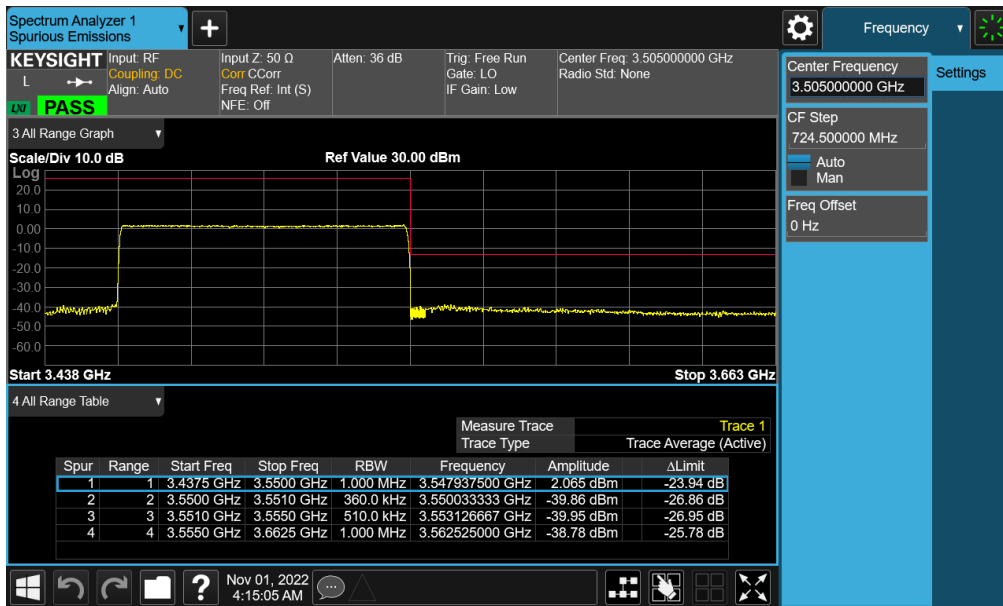 Spectrum Analyzer 1
Spurious Emissions
+
Frequency
KEYSIGHT
L
LXI
PASS
Input: RF
Coupling: DC
Align: Auto
Input Z: 50 Ω
Corr CCorr
Freq Ref: Int (S)
NFE: Off
Atten: 36 dB
Trig: Free Run
Gate: LO
IF Gain: Low
Center Freq: 3.505000000 GHz
Radio Std: None
Center Frequency
3.505000000 GHz
Settings
CF Step
724.500000 MHz
Auto
Man
Freq Offset
0 Hz
3 All Range Graph
Scale/Div 10.0 dB
Ref Value 30.00 dBm
Log
20.0
10.0
0.00
-10.0
-20.0
-30.0
-40.0
-50.0
-60.0
Start 3.438 GHz
Stop 3.663 GHz
4 All Range Table
Measure Trace Trace 1
Trace Type Trace Average (Active)
Spur Range Start Freq Stop Freq RBW Frequency Amplitude ΔLimit
1 1 3.4375 GHz 3.5500 GHz 1.000 MHz 3.547937500 GHz 2.065 dBm -23.94 dB
2 2 3.5500 GHz 3.5510 GHz 360.0 kHz 3.550033333 GHz -39.86 dBm -26.86 dB
3 3 3.5510 GHz 3.5550 GHz 510.0 kHz 3.553126667 GHz -39.95 dBm -26.95 dB
4 4 3.5550 GHz 3.6625 GHz 1.000 MHz 3.562525000 GHz -38.78 dBm -25.78 dB
?
Nov 01, 2022
4:15:05 AM